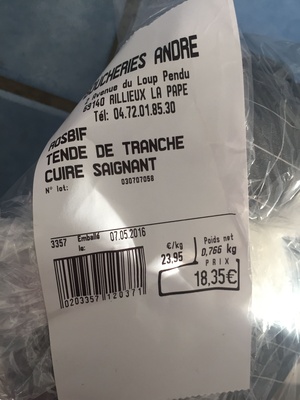 BOUCHERIES ANDRE
Avenue du Loup Pendu
69140 RILLIEUX LA PAPE
Tél: 04.72.01.85.30
ROSBIF
TENDE DE TRANCHE
CUIRE SAIGNANT
N° lot: 030707058
3357 Emballé le: 07.05.2016
€/kg Poids net
23.95 0,766 kg
PRIX
18,35€
0203357120371